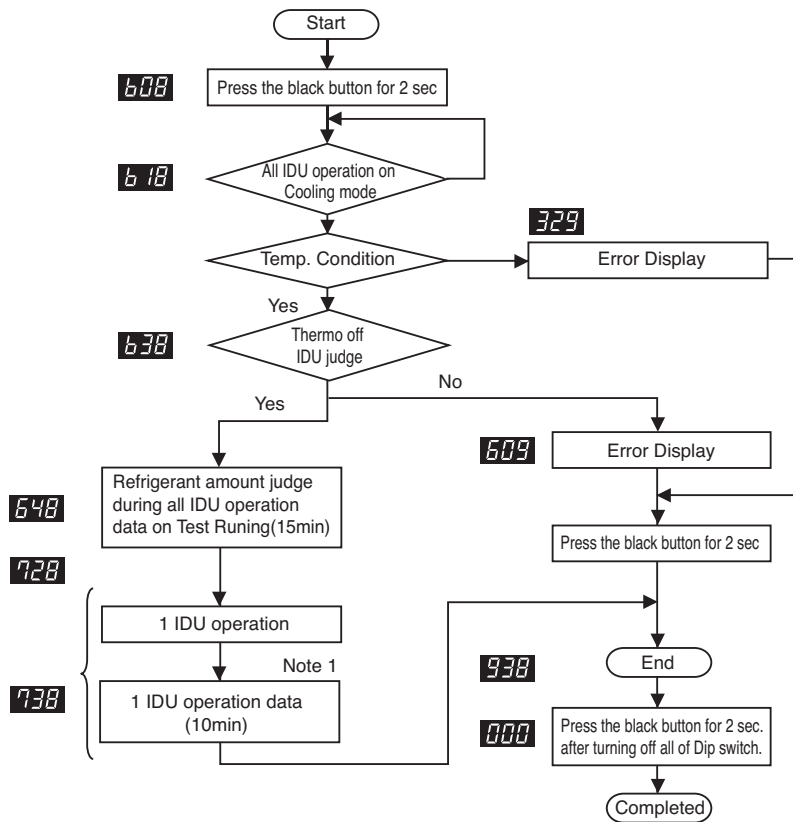 Start
b08
Press the black button for 2 sec
b18
All IDU operation on
Cooling mode
329
Temp. Condition
Error Display
Yes
b38
Thermo off
IDU judge
No
Yes
609
Error Display
Refrigerant amount judge
during all IDU operation
data on Test Runing(15min)
648
Press the black button for 2 sec
728
1 IDU operation
Note 1
938
End
738
1 IDU operation data
(10min)
000
Press the black button for 2 sec.
after turning off all of Dip switch.
Completed